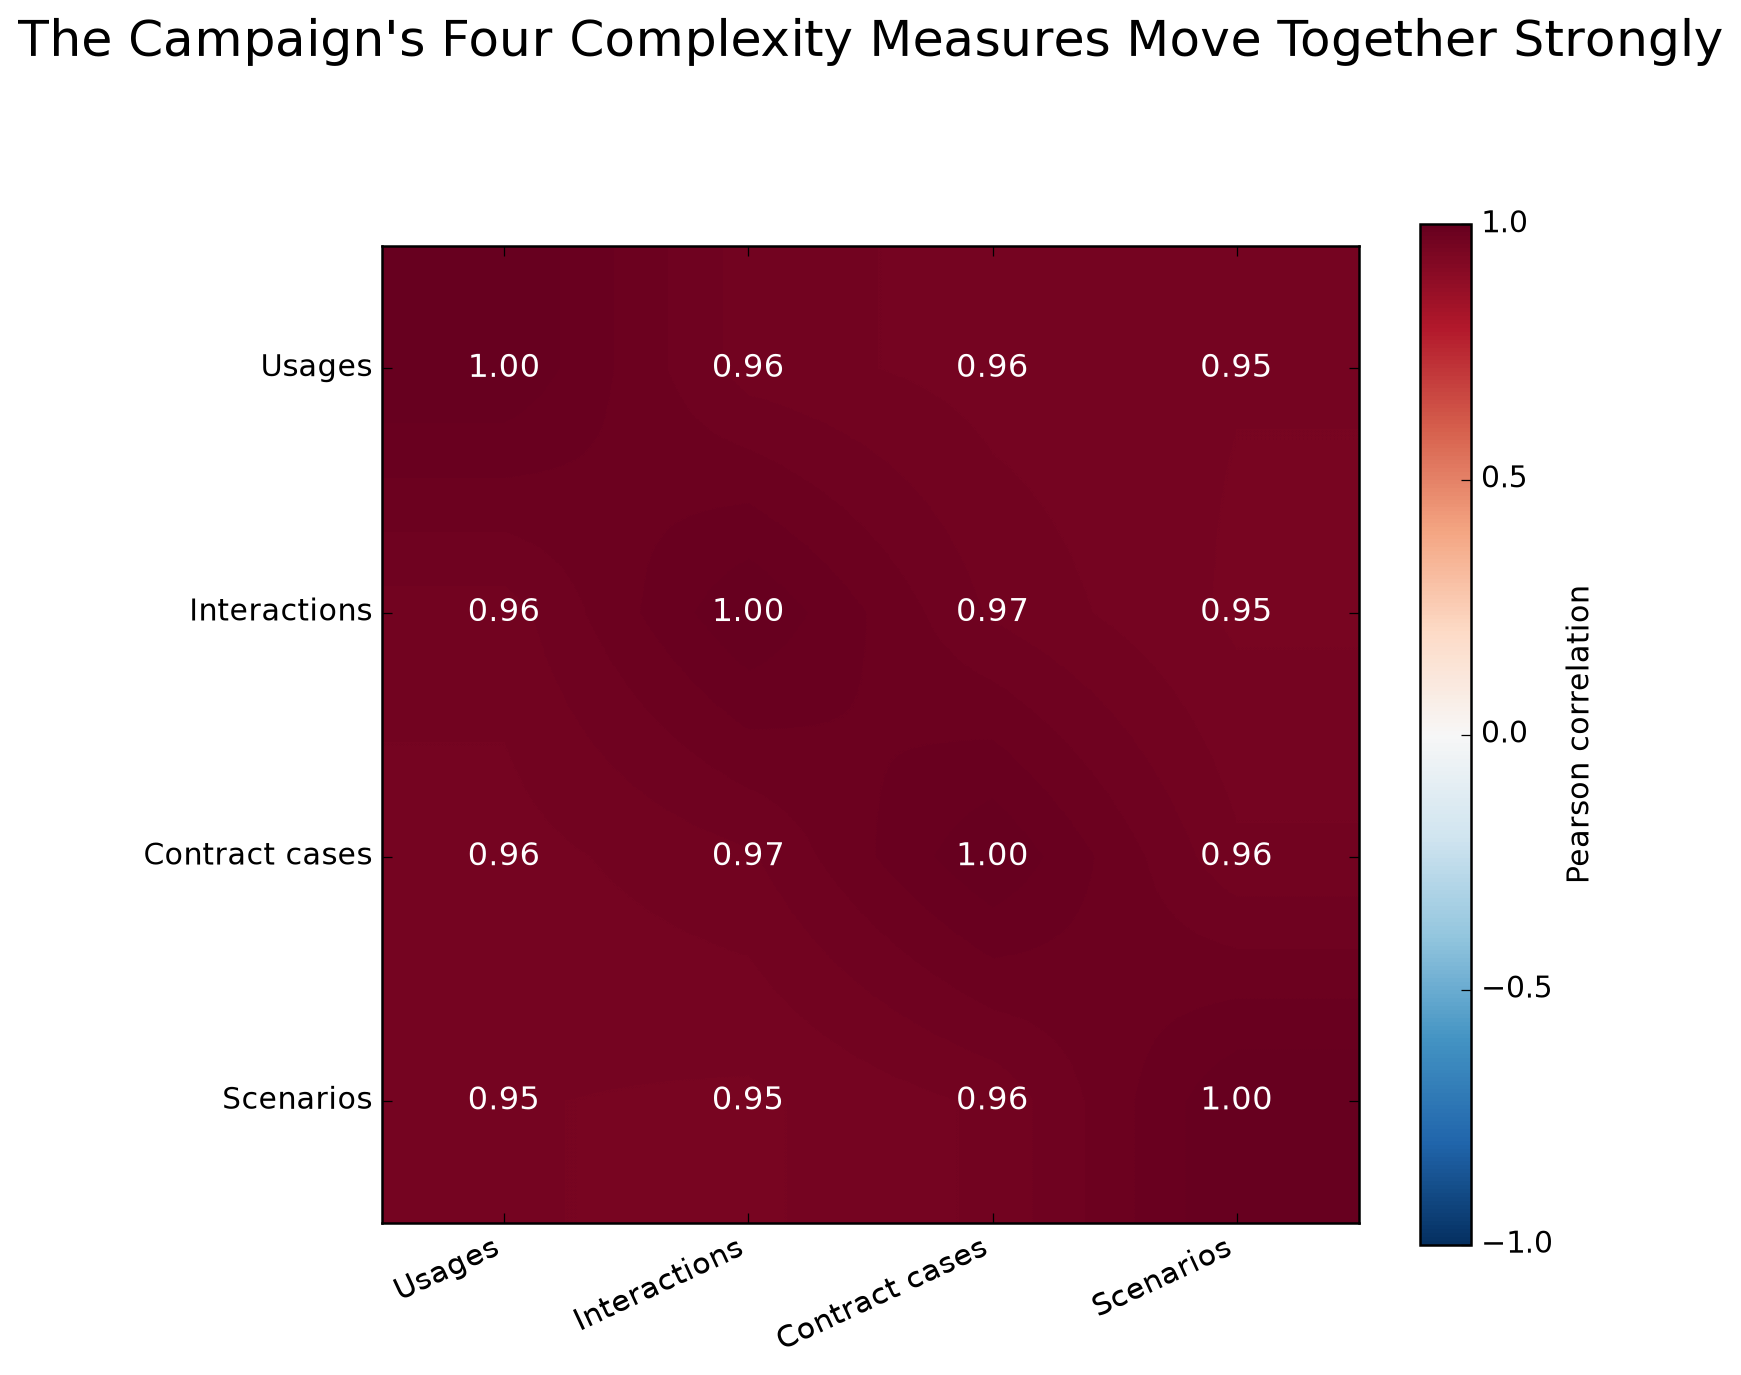 The Campaign's Four Complexity Measures Move Together Strongly
1.0
Usages 1.00 0.96 0.96 0.95
0.5
Interactions 0.96 1.00 0.97 0.95
0.0
Pearson correlation
Contract cases 0.96 0.97 1.00 0.96
−0.5
Scenarios 0.95 0.95 0.96 1.00
−1.0
Usages
Interactions
Contract cases
Scenarios